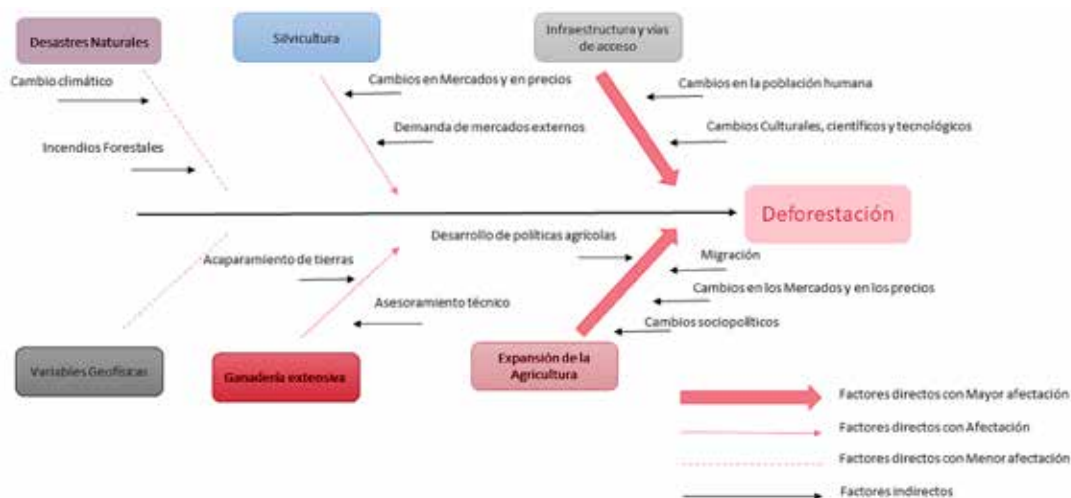 Desastres Naturales
Silvicultura
Infraestructura y vías
de acceso
Cambio climático
Cambios en Mercados y en precios
Cambios en la población humana
Demanda de mercados externos
Cambios Culturales, científicos y tecnológicos
Incendios Forestales
Deforestación
Desarrollo de políticas agrícolas
Acaparamiento de tierras
Migración
Cambios en los Mercados y en los precios
Asesoramiento técnico
Cambios sociopolíticos
Variables Geofísicas
Ganadería extensiva
Expansión de la
Agricultura
Factores directos con Mayor afectación
Factores directos con Afectación
Factores directos con Menor afectación
Factores indirectos